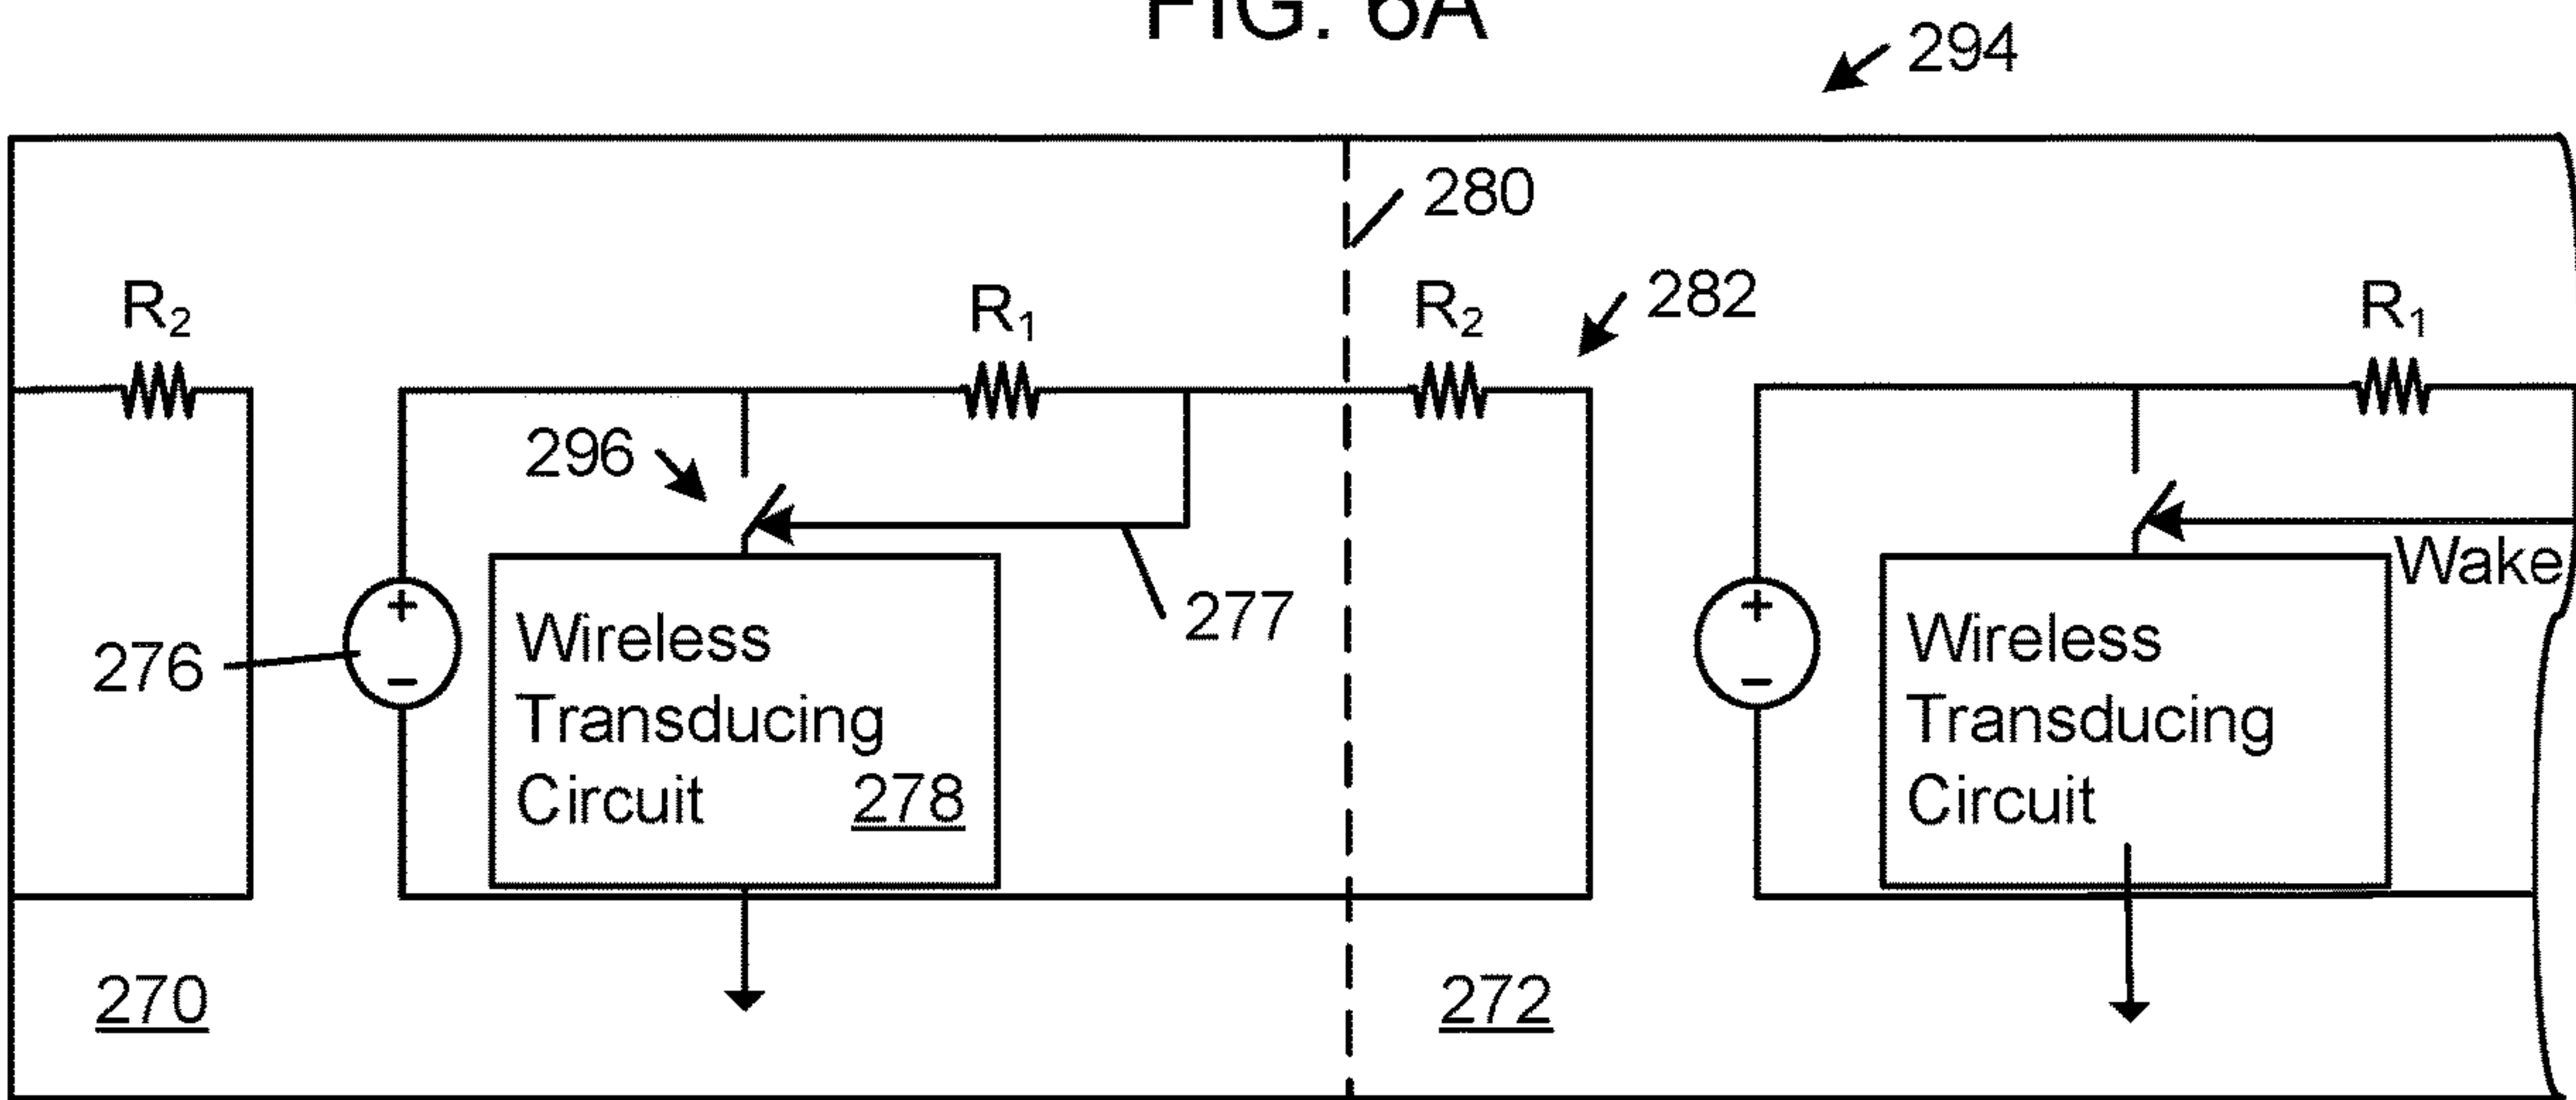 FIG. 6A
294
280
R2
R1
R2
282
R1
296
277
Wake
276
+
−
Wireless
Transducing
Circuit 278
+
−
Wireless
Transducing
Circuit
270
272